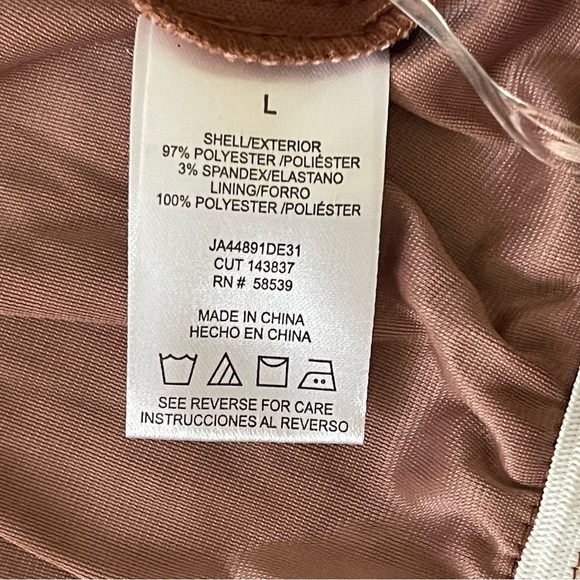 L
SHELL/EXTERIOR
97% POLYESTER /POLIÉSTER
3% SPANDEX/ELASTANO
LINING/FORRO
100% POLYESTER /POLIÉSTER
JA44891DE31
CUT 143837
RN # 58539
MADE IN CHINA
HECHO EN CHINA
SEE REVERSE FOR CARE
INSTRUCCIONES AL REVERSO